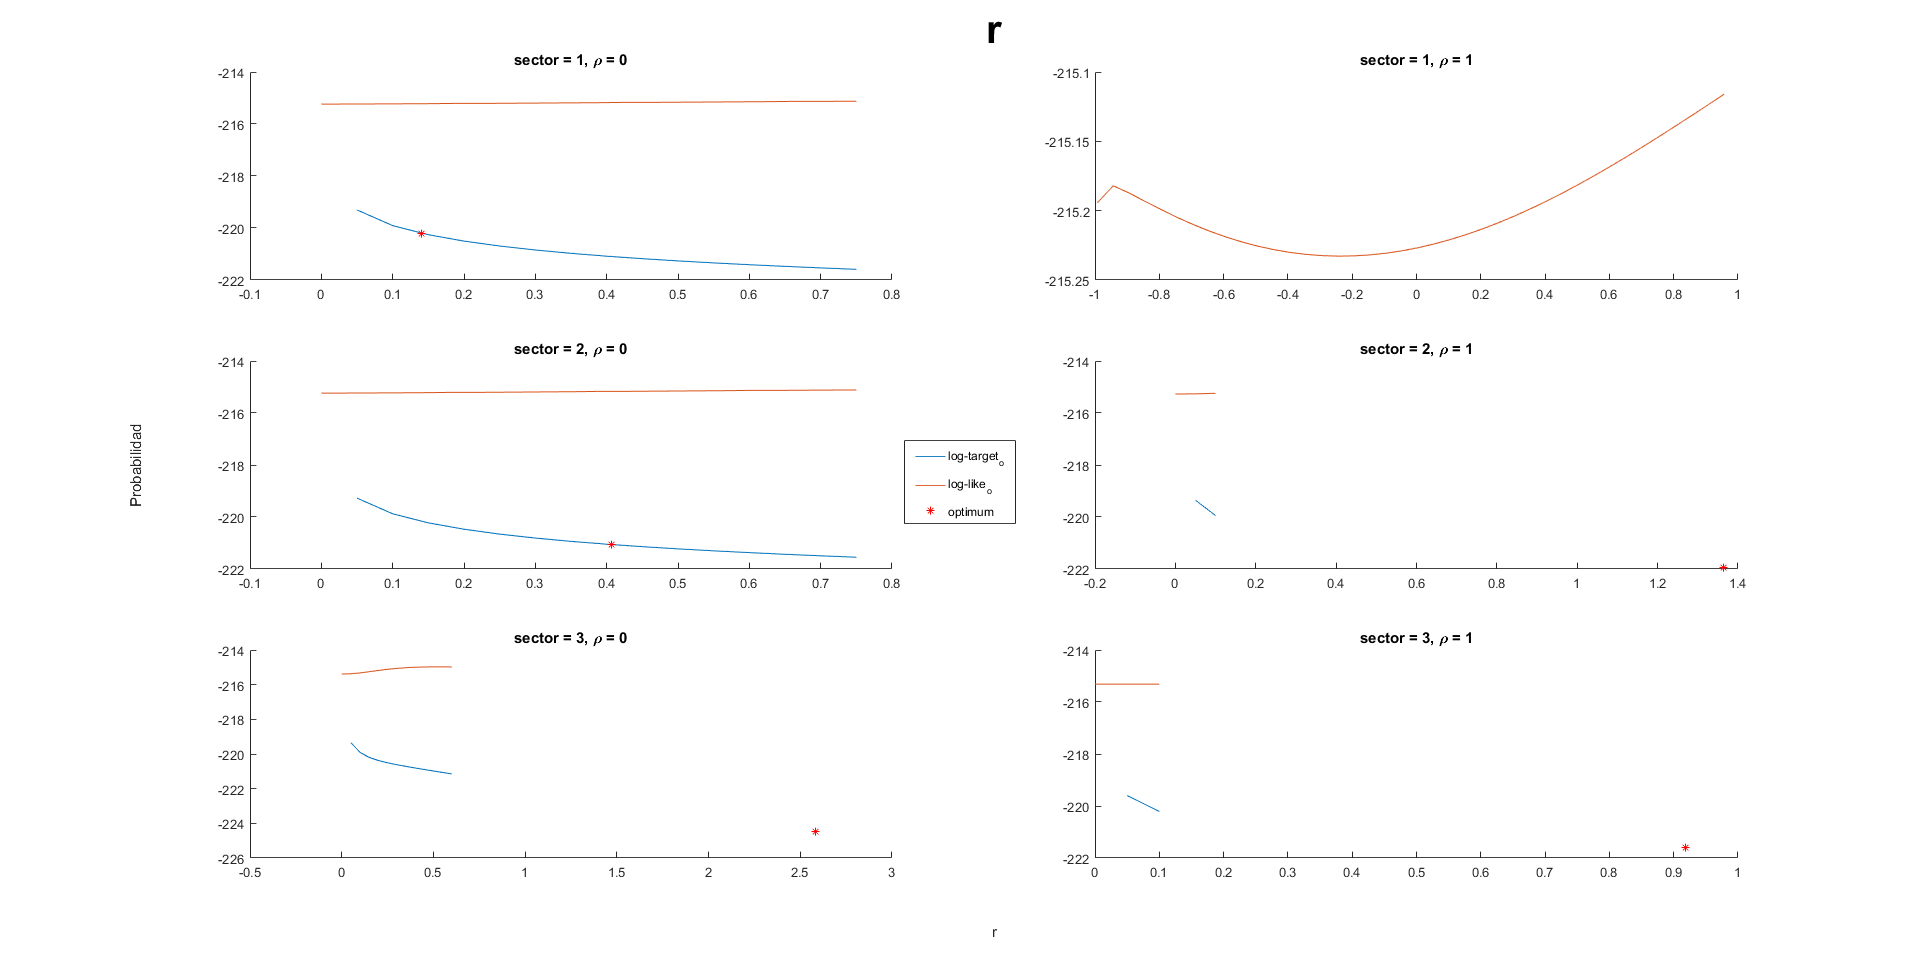 r
sector = 1, ρ = 0
-214
-216
-218
-220
-222
-0.1 0 0.1 0.2 0.3 0.4 0.5 0.6 0.7 0.8
sector = 1, ρ = 1
-215.1
-215.15
-215.2
-215.25
-1 -0.8 -0.6 -0.4 -0.2 0 0.2 0.4 0.6 0.8 1
sector = 2, ρ = 0
-214
-216
-218
-220
-222
-0.1 0 0.1 0.2 0.3 0.4 0.5 0.6 0.7 0.8
Probabilidad
log-target_o
log-like_o
optimum
sector = 2, ρ = 1
-214
-216
-218
-220
-222
-0.2 0 0.2 0.4 0.6 0.8 1 1.2 1.4
sector = 3, ρ = 0
-214
-216
-218
-220
-222
-224
-226
-0.5 0 0.5 1 1.5 2 2.5 3
sector = 3, ρ = 1
-214
-216
-218
-220
-222
0 0.1 0.2 0.3 0.4 0.5 0.6 0.7 0.8 0.9 1
r